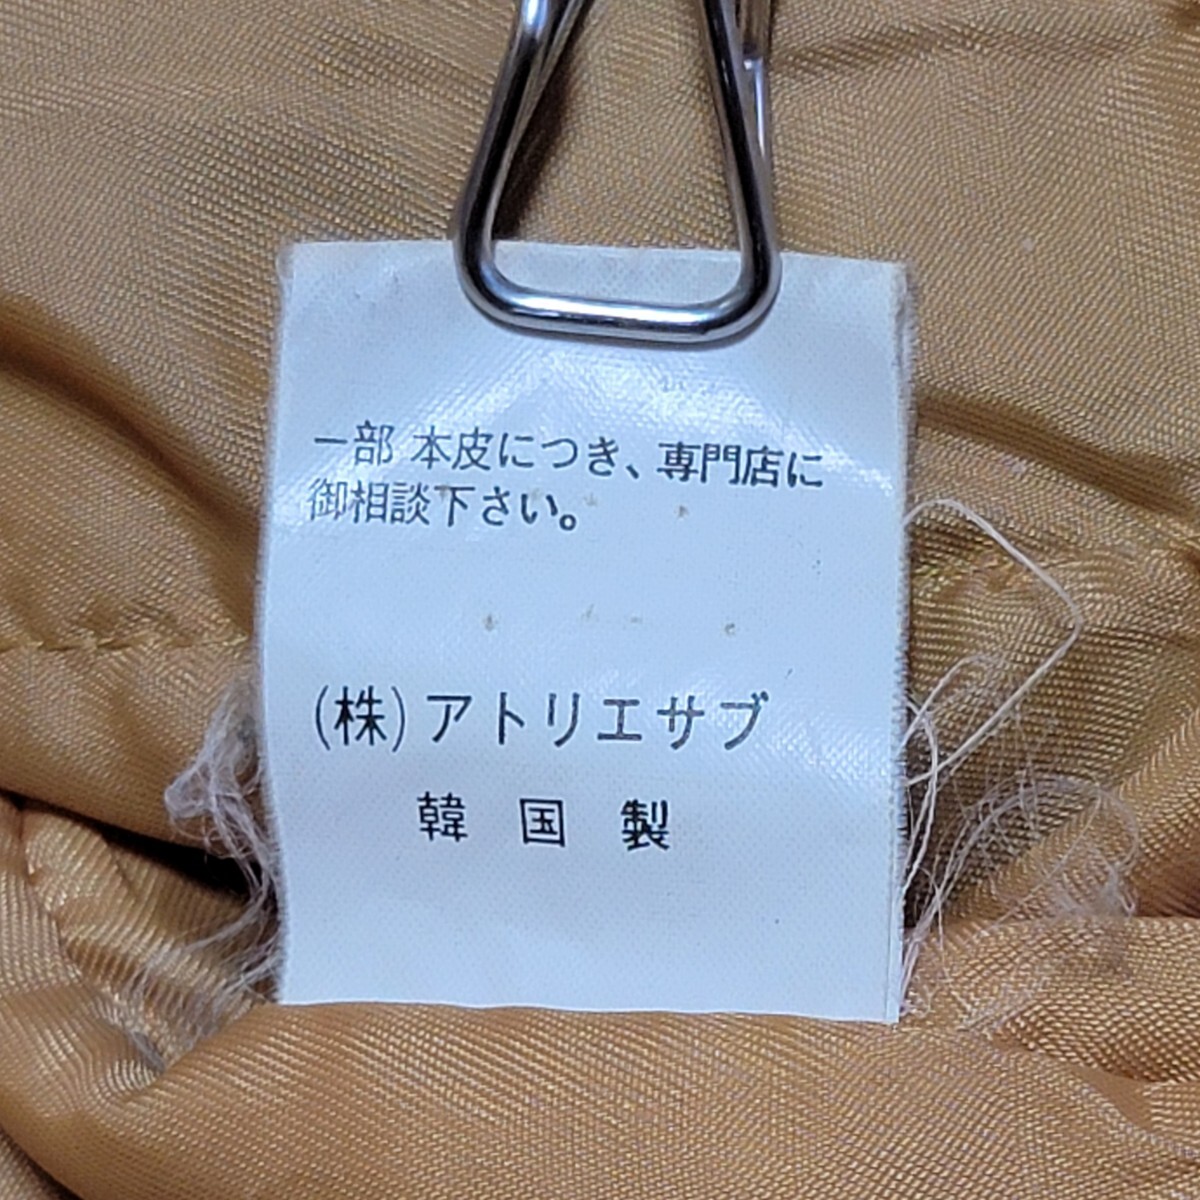 一部 本皮につき、専門店に
御相談下さい。
(株)アトリエサブ
韓国製